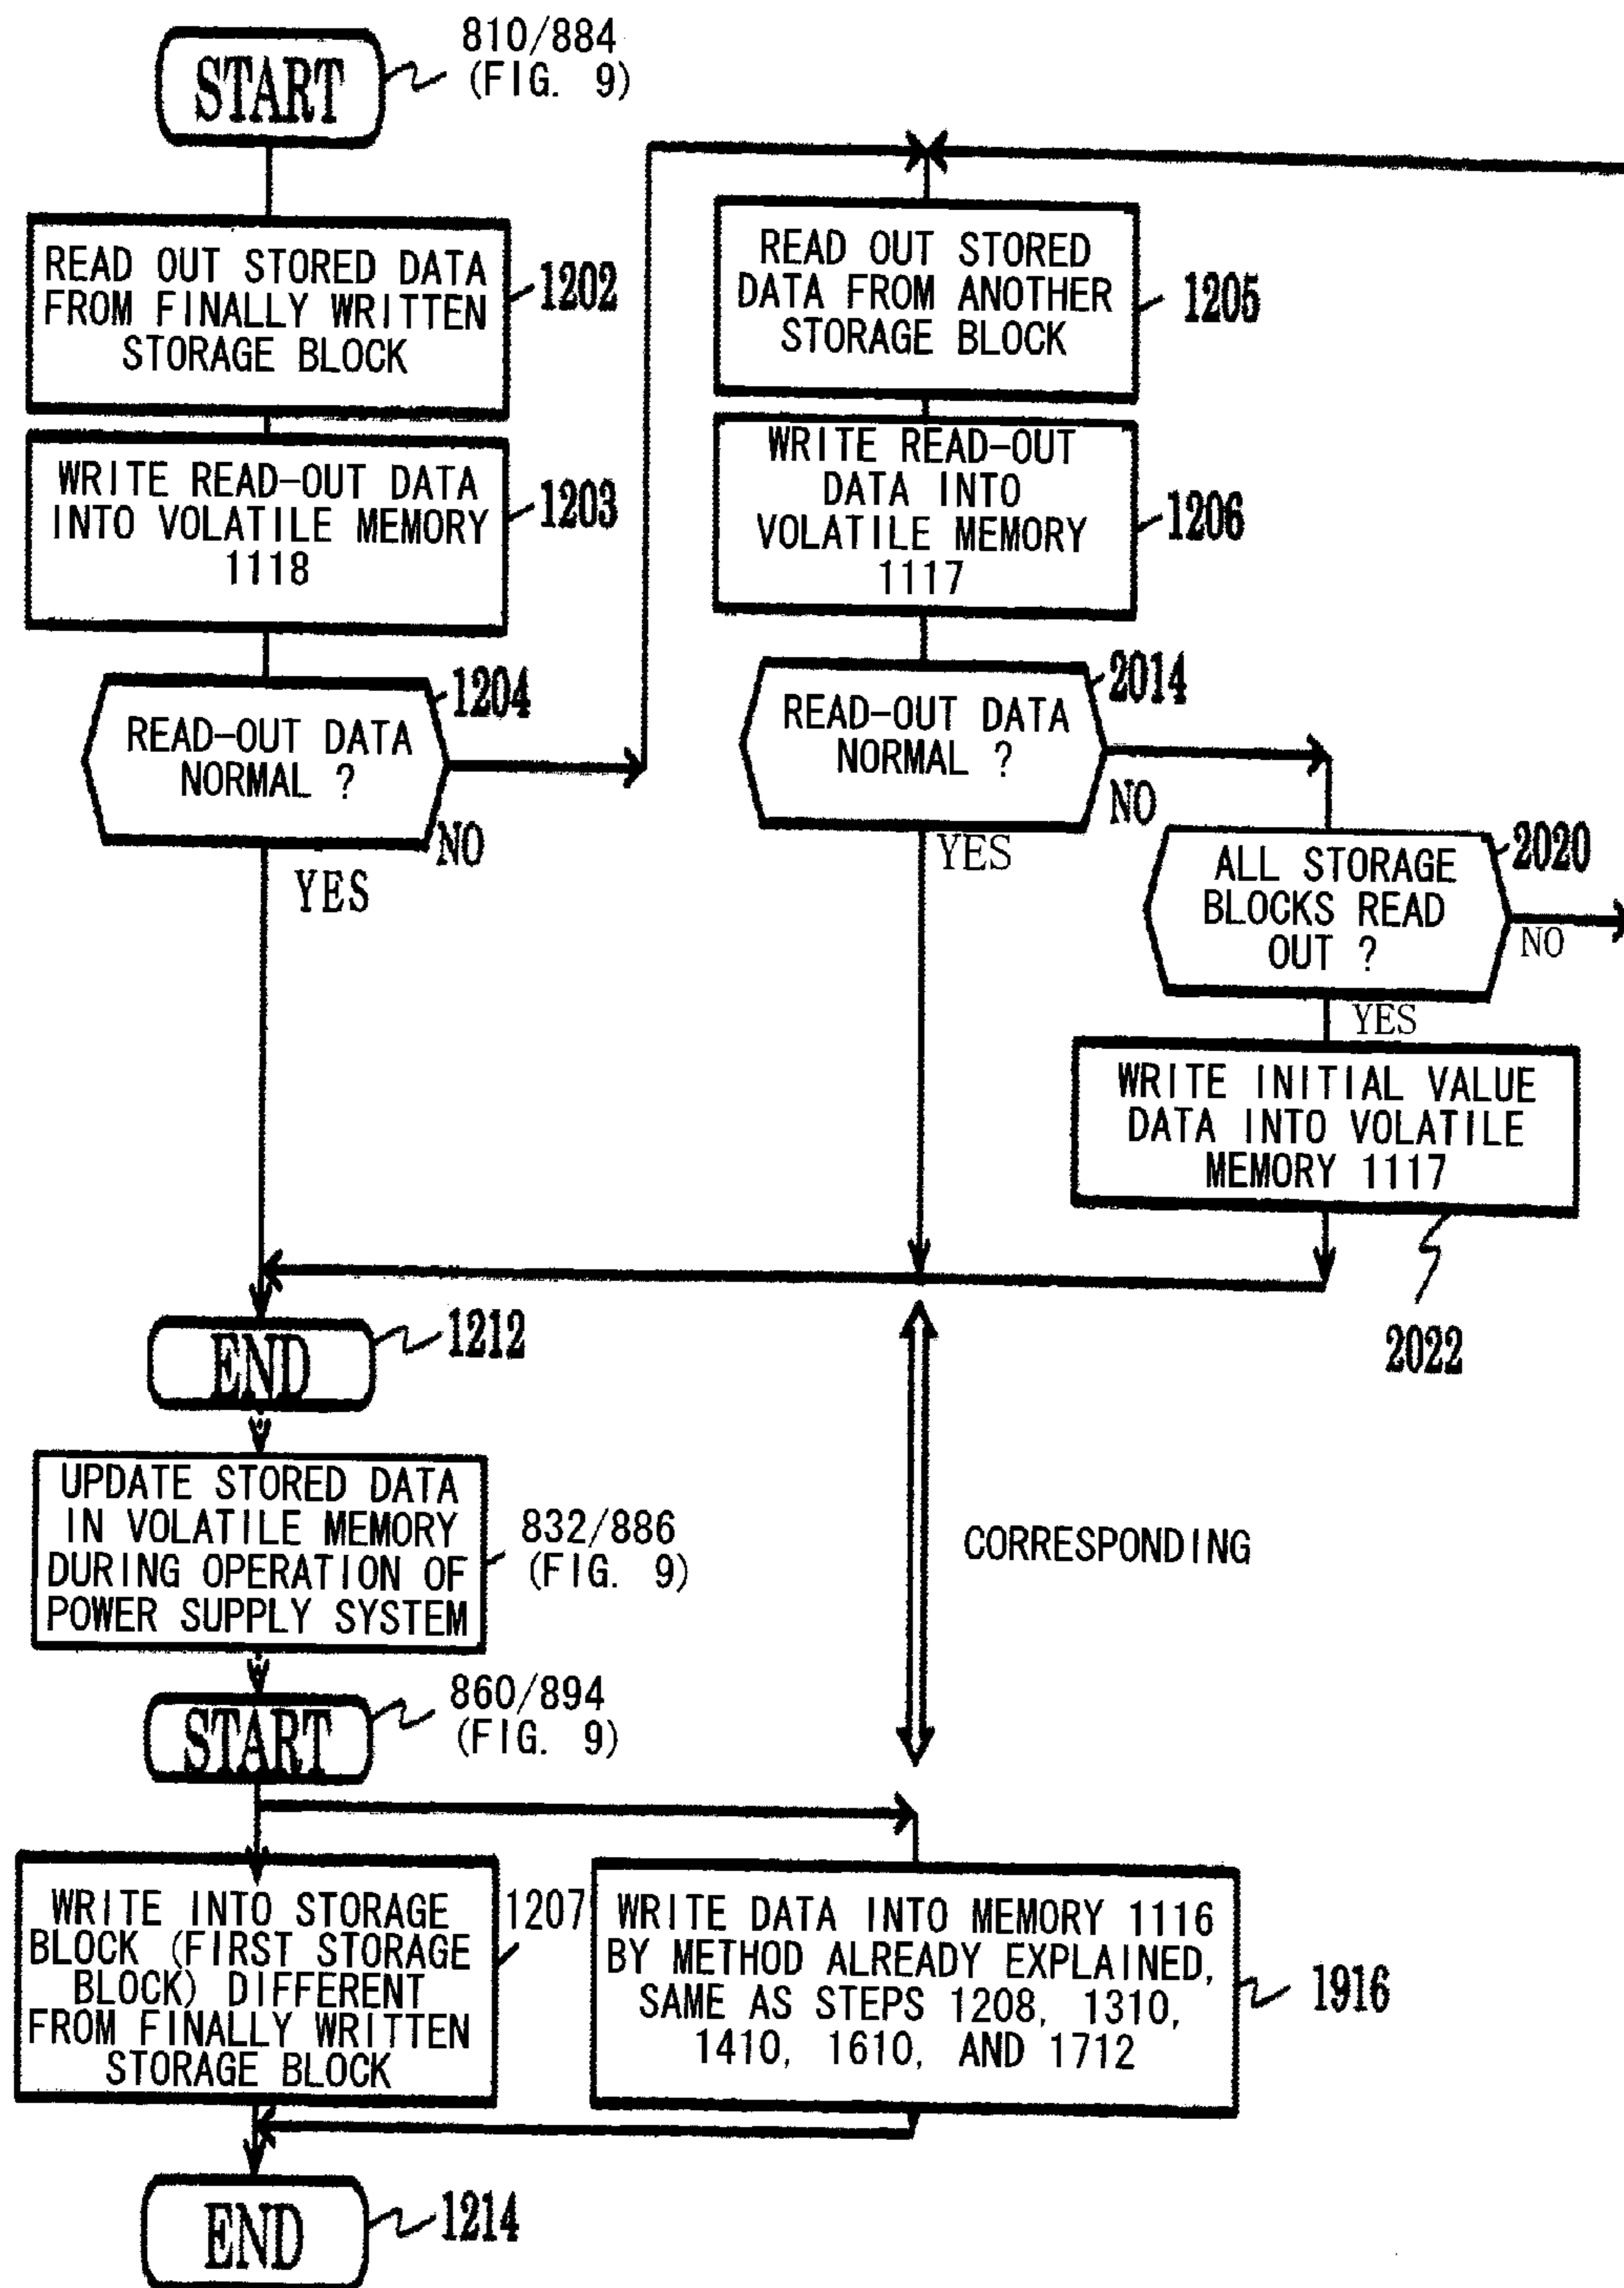 START
810/884
(FIG. 9)
READ OUT STORED DATA
FROM FINALLY WRITTEN
STORAGE BLOCK
1202
WRITE READ-OUT DATA
INTO VOLATILE MEMORY
1118
1203
READ-OUT DATA
NORMAL ?
1204
NO
YES
READ OUT STORED
DATA FROM ANOTHER
STORAGE BLOCK
1205
WRITE READ-OUT
DATA INTO
VOLATILE MEMORY
1117
1206
READ-OUT DATA
NORMAL ?
2014
NO
YES
ALL STORAGE
BLOCKS READ
OUT ?
2020
NO
YES
WRITE INITIAL VALUE
DATA INTO VOLATILE
MEMORY 1117
2022
END
1212
UPDATE STORED DATA
IN VOLATILE MEMORY
DURING OPERATION OF
POWER SUPPLY SYSTEM
832/886
(FIG. 9)
CORRESPONDING
START
860/894
(FIG. 9)
WRITE INTO STORAGE
BLOCK (FIRST STORAGE
BLOCK) DIFFERENT
FROM FINALLY WRITTEN
STORAGE BLOCK
1207
WRITE DATA INTO MEMORY 1116
BY METHOD ALREADY EXPLAINED,
SAME AS STEPS 1208, 1310,
1410, 1610, AND 1712
1916
END
1214